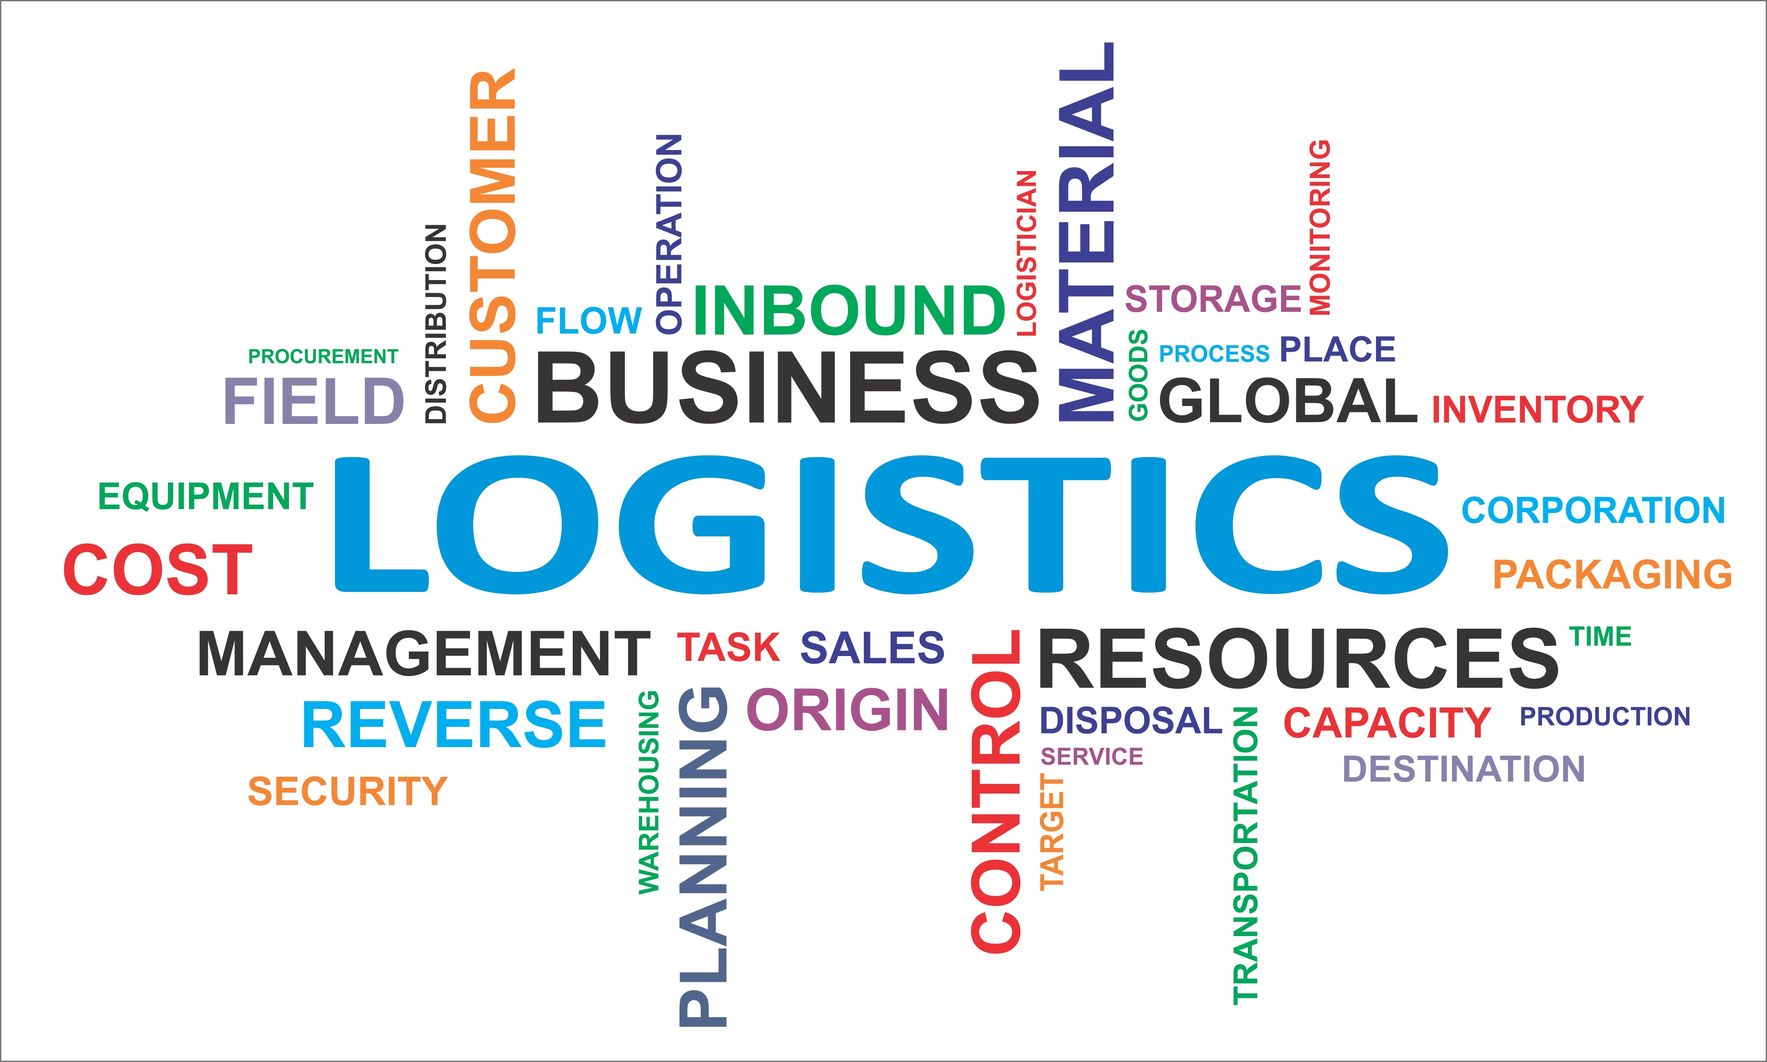 MATERIAL
CUSTOMER
OPERATION
MONITORING
LOGISTICIAN
DISTRIBUTION
FLOW
INBOUND
STORAGE
PROCUREMENT
BUSINESS
GOODS
PROCESS
PLACE
FIELD
GLOBAL
INVENTORY
EQUIPMENT
LOGISTICS
CORPORATION
COST
PACKAGING
MANAGEMENT
TASK
SALES
CONTROL
RESOURCES
TIME
REVERSE
WAREHOUSING
PLANNING
ORIGIN
DISPOSAL
TRANSPORTATION
CAPACITY
PRODUCTION
SERVICE
DESTINATION
SECURITY
TARGET